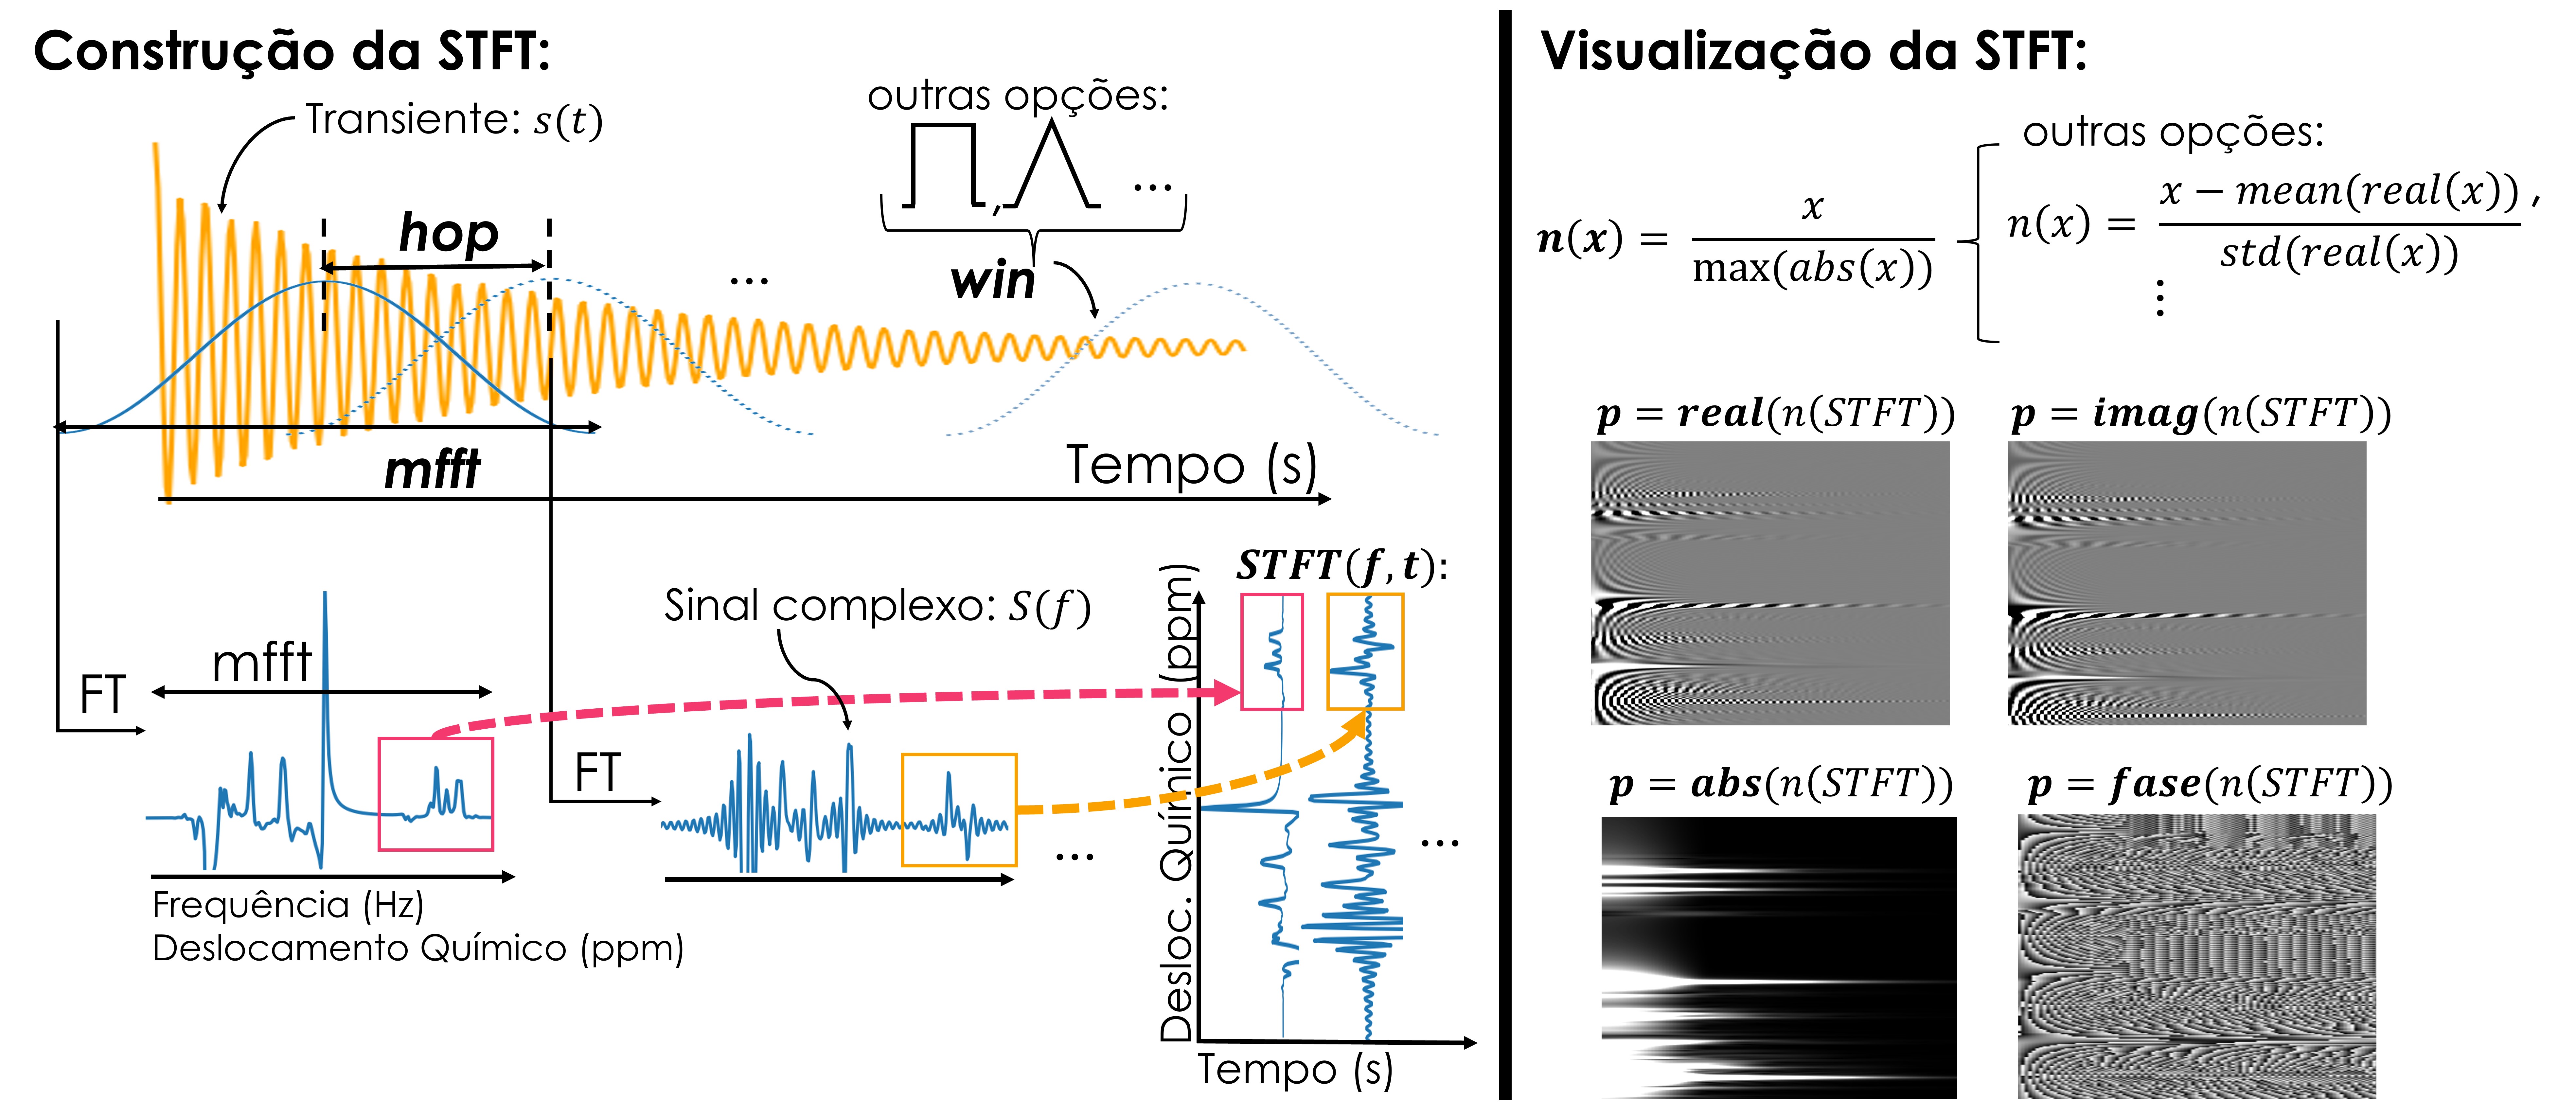 Construção da STFT:
Transiente: s(t)
outras opções:
, ...
hop
...
win
mfft
Tempo (s)
FT
mfft
Frequência (Hz)
Deslocamento Químico (ppm)
Sinal complexo: S(f)
FT
...
STFT(f,t):
Desloc. Químico (ppm)
...
Tempo (s)
Visualização da STFT:
n(x) = x / max(abs(x))
outras opções:
n(x) = x − mean(real(x)) / std(real(x)) ,
⋮
p = real(n(STFT))
p = imag(n(STFT))
p = abs(n(STFT))
p = fase(n(STFT))